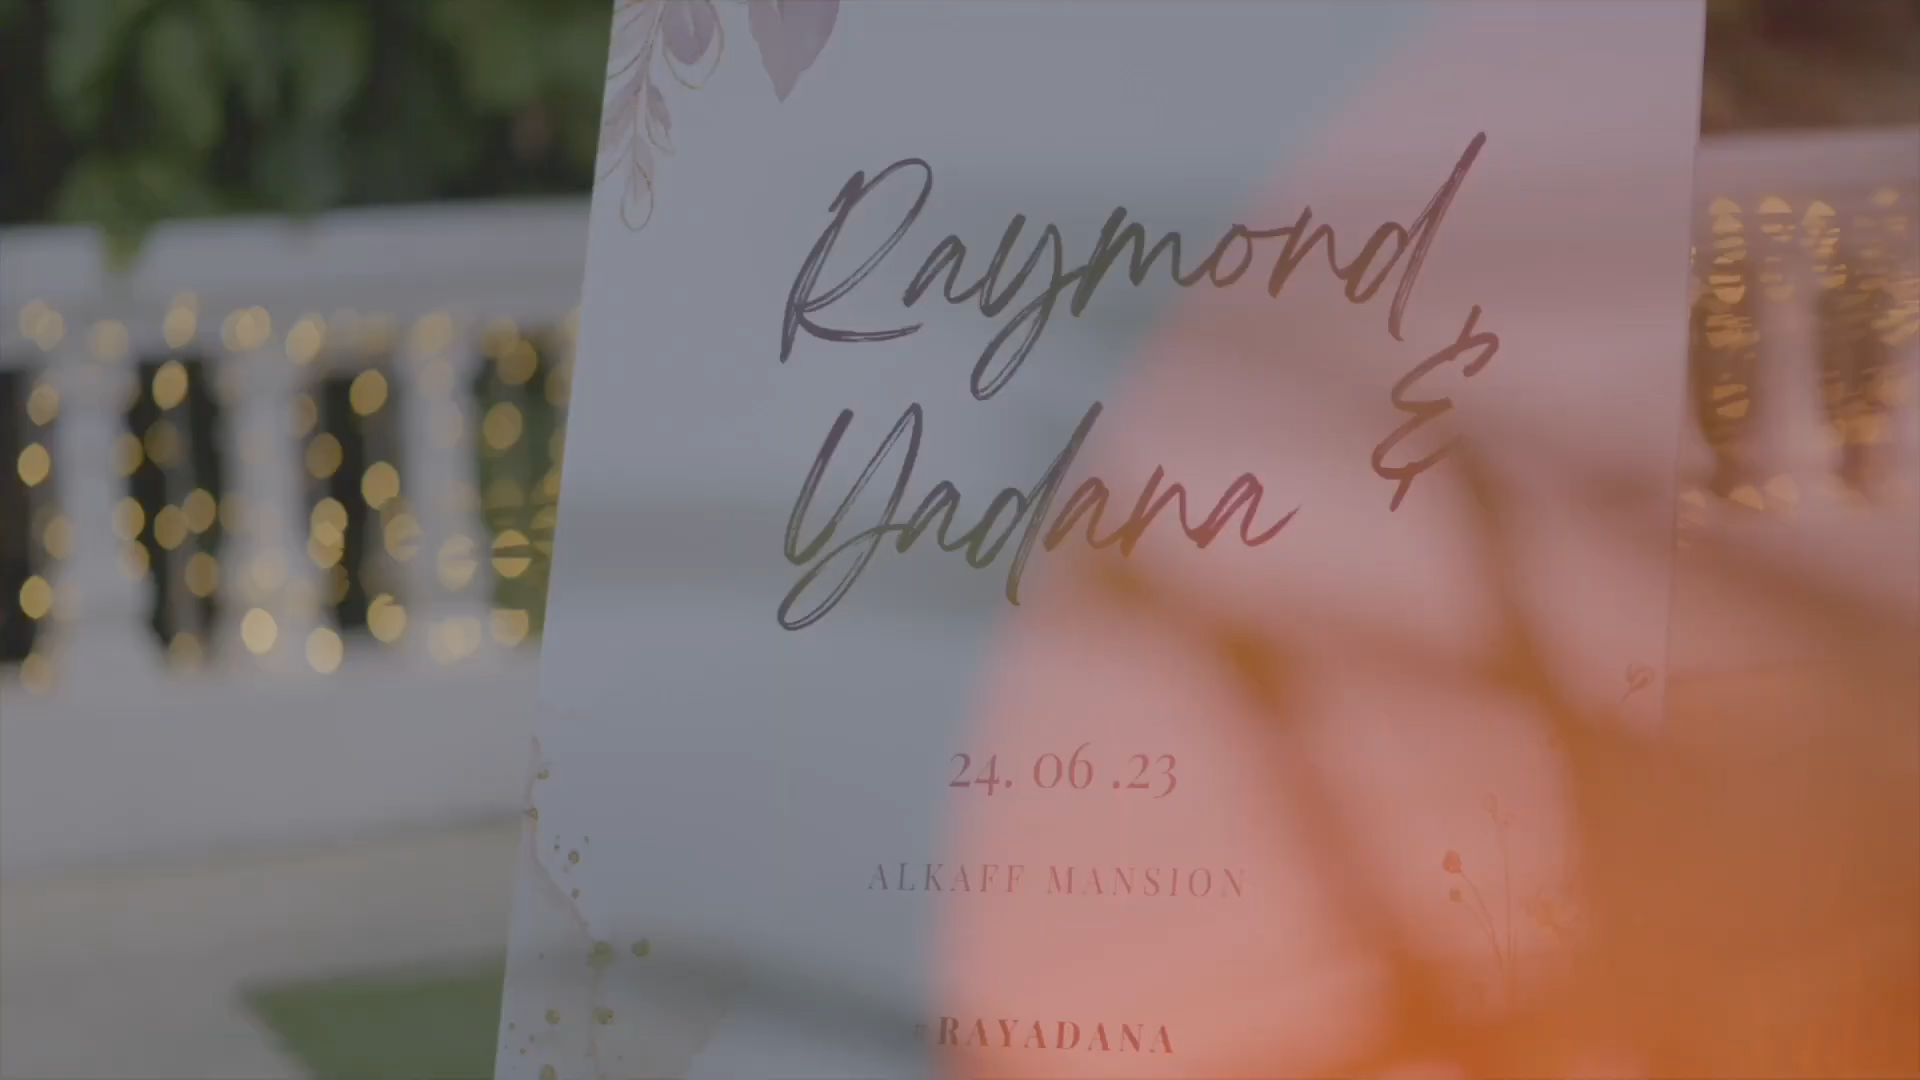 Raymond
&
Yadana
24. 06 .23
ALKAFF MANSION
#RAYADANA